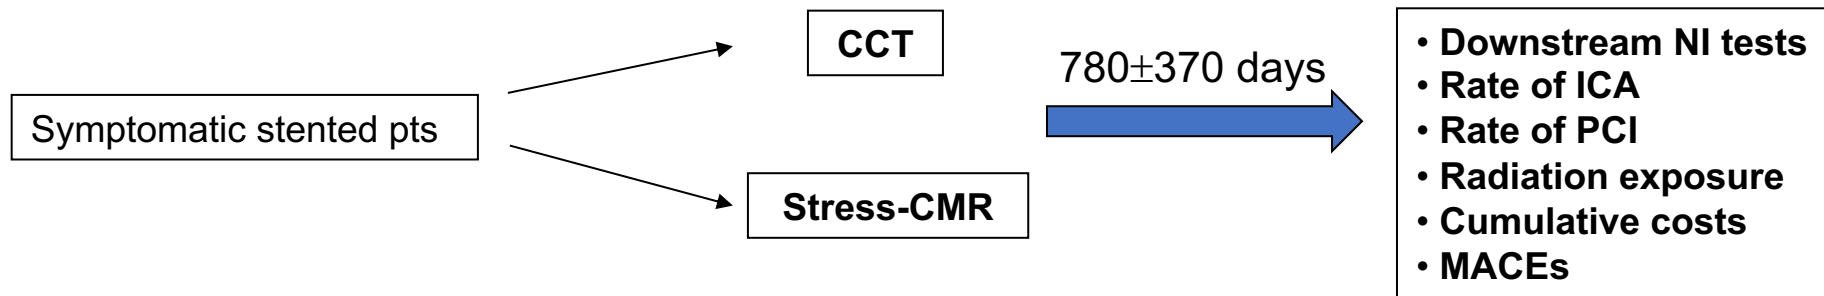 Symptomatic stented pts
CCT
Stress-CMR
780±370 days
• Downstream NI tests
• Rate of ICA
• Rate of PCI
• Radiation exposure
• Cumulative costs
• MACEs